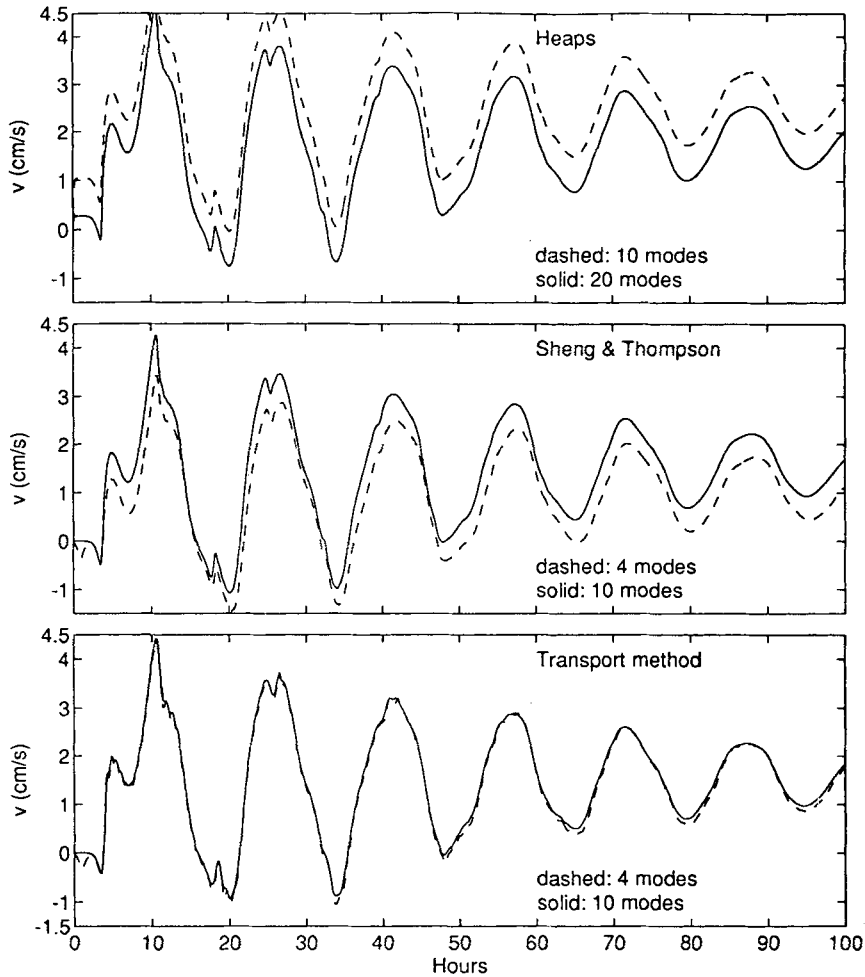 4.5
Heaps
4
3
2
1
0
-1
v (cm/s)
dashed: 10 modes
solid: 20 modes
4.5
Sheng & Thompson
4
3
2
1
0
-1
v (cm/s)
dashed: 4 modes
solid: 10 modes
4.5
Transport method
4
3
2
1
0
-1
-1.5
v (cm/s)
dashed: 4 modes
solid: 10 modes
0 10 20 30 40 50 60 70 80 90 100
Hours